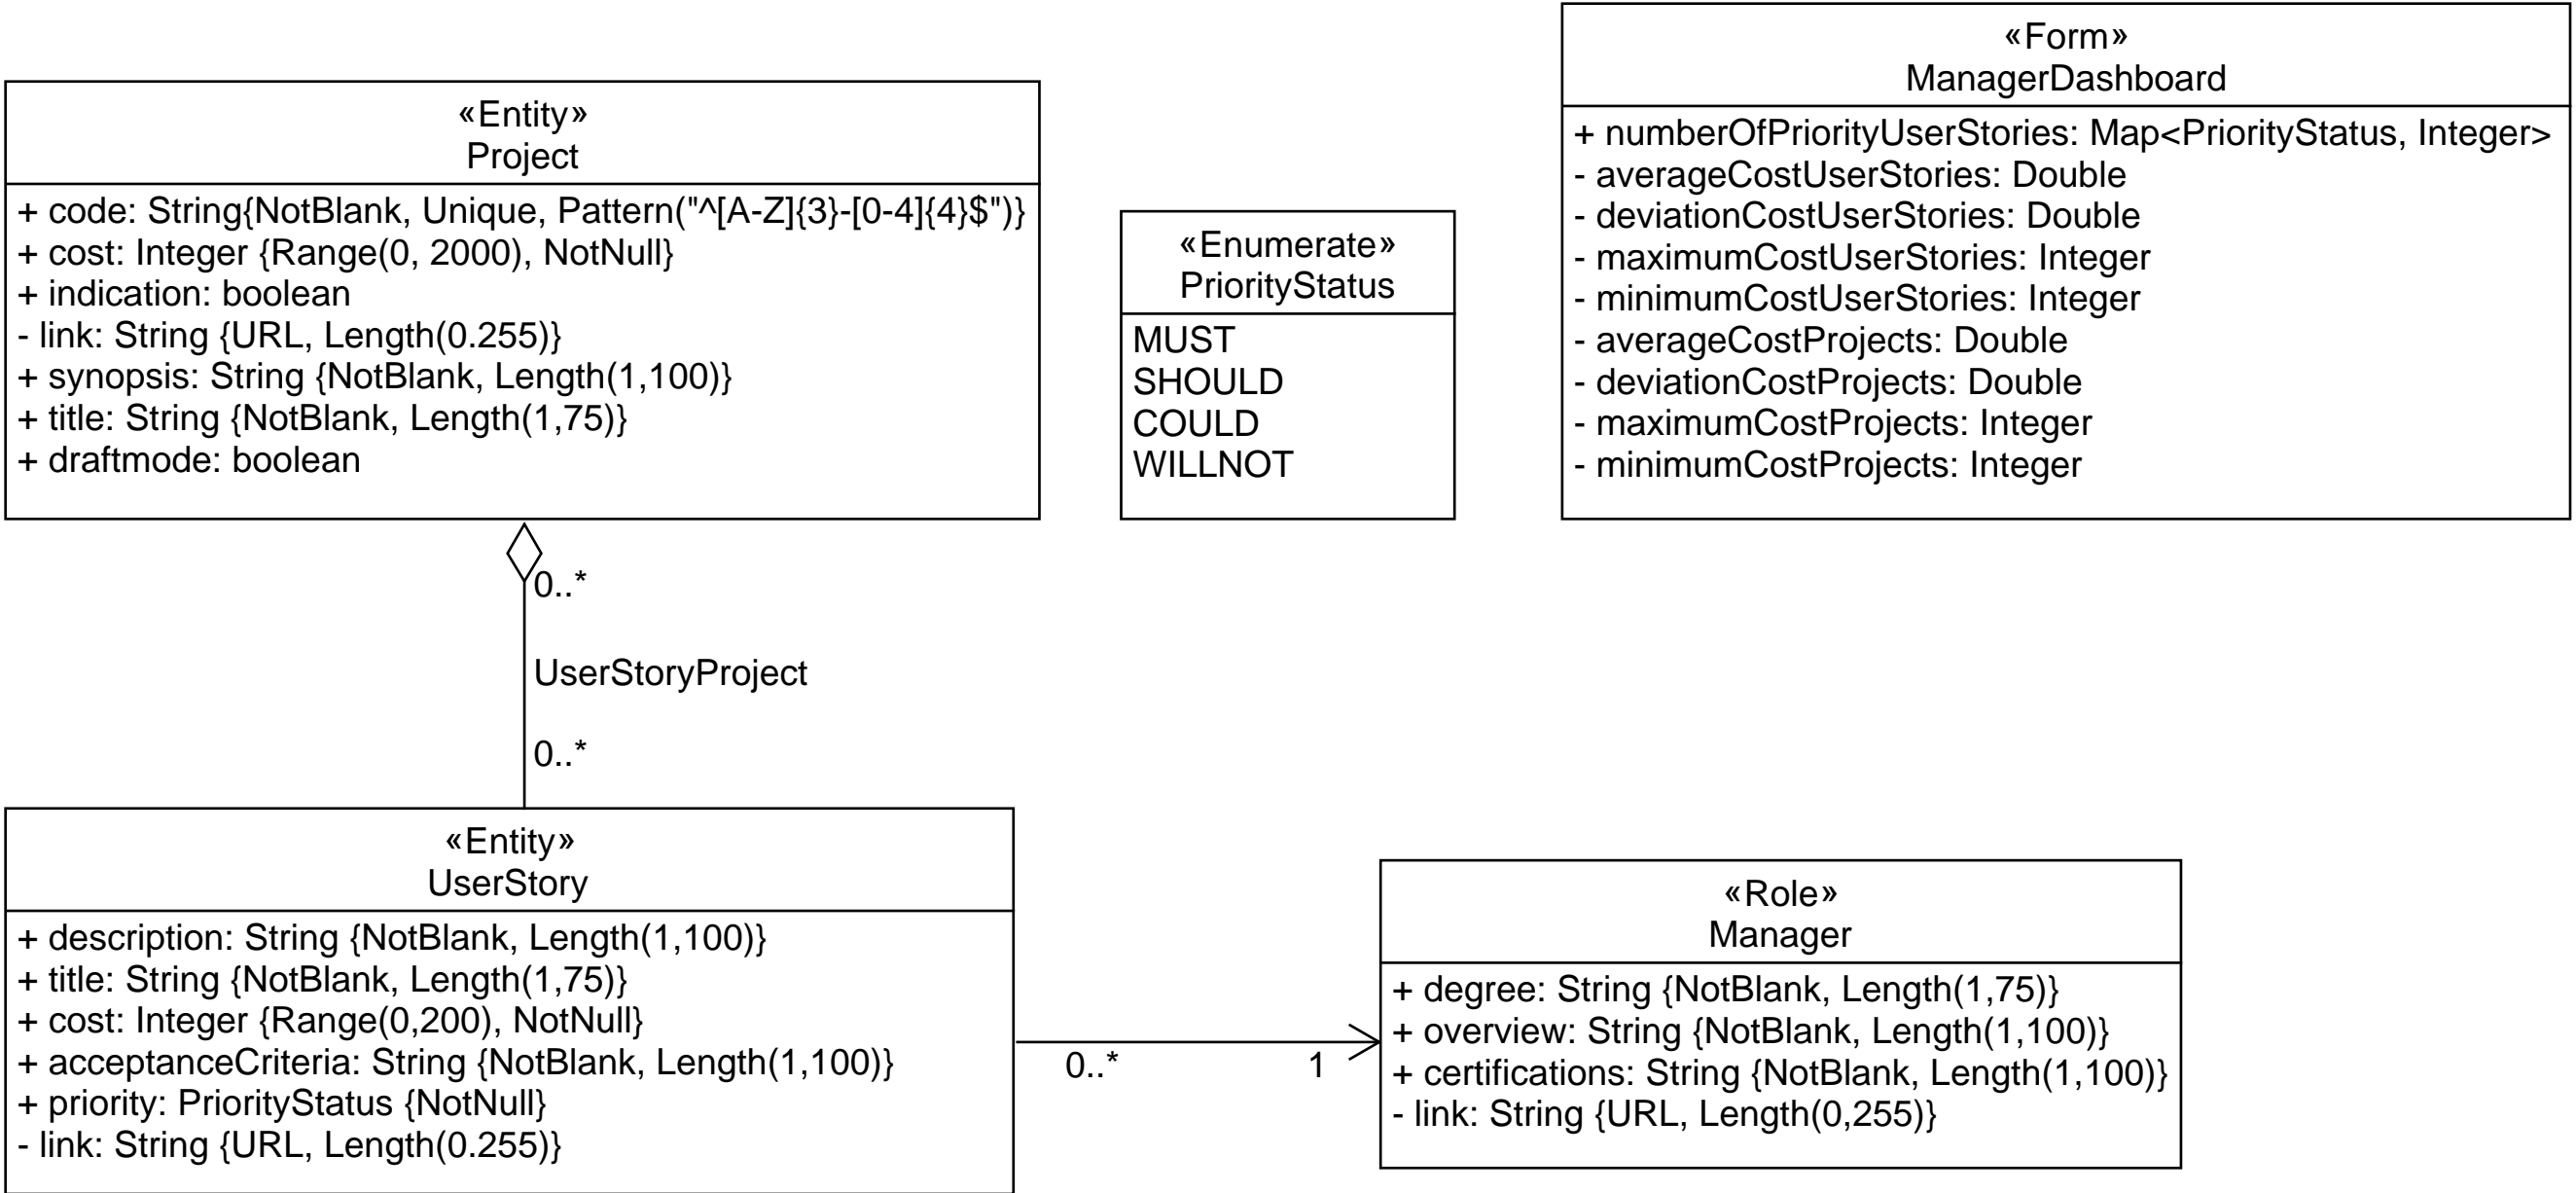 «Entity»
Project
+ code: String{NotBlank, Unique, Pattern("^[A-Z]{3}-[0-4]{4}$")}
+ cost: Integer {Range(0, 2000), NotNull}
+ indication: boolean
- link: String {URL, Length(0.255)}
+ synopsis: String {NotBlank, Length(1,100)}
+ title: String {NotBlank, Length(1,75)}
+ draftmode: boolean
«Enumerate»
PriorityStatus
MUST
SHOULD
COULD
WILLNOT
«Form»
ManagerDashboard
+ numberOfPriorityUserStories: Map<PriorityStatus, Integer>
- averageCostUserStories: Double
- deviationCostUserStories: Double
- maximumCostUserStories: Integer
- minimumCostUserStories: Integer
- averageCostProjects: Double
- deviationCostProjects: Double
- maximumCostProjects: Integer
- minimumCostProjects: Integer
0..*
UserStoryProject
0..*
«Entity»
UserStory
+ description: String {NotBlank, Length(1,100)}
+ title: String {NotBlank, Length(1,75)}
+ cost: Integer {Range(0,200), NotNull}
+ acceptanceCriteria: String {NotBlank, Length(1,100)}
+ priority: PriorityStatus {NotNull}
- link: String {URL, Length(0.255)}
0..*
1
«Role»
Manager
+ degree: String {NotBlank, Length(1,75)}
+ overview: String {NotBlank, Length(1,100)}
+ certifications: String {NotBlank, Length(1,100)}
- link: String {URL, Length(0,255)}